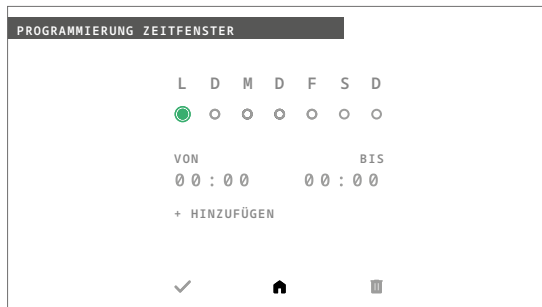 PROGRAMMIERUNG ZEITFENSTER
L D M D F S D
VON BIS
00:00 00:00
+ HINZUFÜGEN